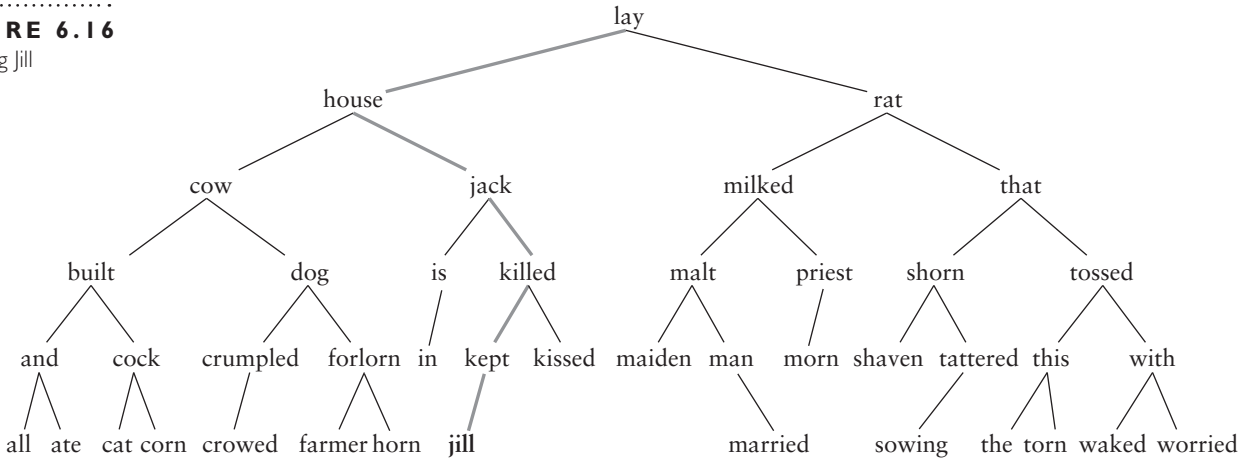 RE 6.16
g Jill
lay
house rat
cow jack milked that
built dog is killed malt priest shorn tossed
and cock crumpled forlorn in kept kissed maiden man morn shaven tattered this with
all ate cat corn crowed farmer horn jill married sowing the torn waked worried